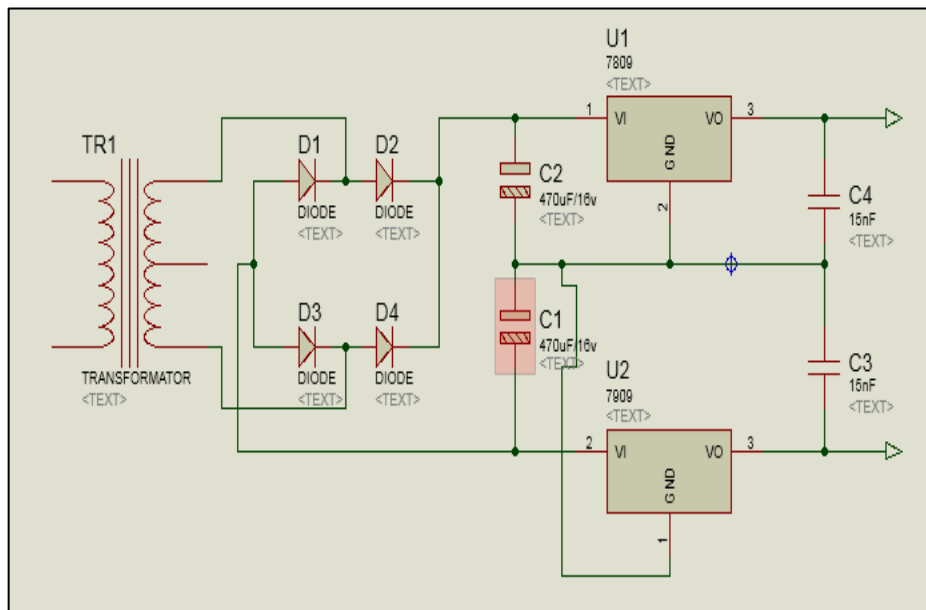 U1
7809
<TEXT>
1
VI
VO
3
GND
2
TR1
TRANSFORMATOR
<TEXT>
D1
DIODE
<TEXT>
D2
DIODE
<TEXT>
C2
470uF/16v
<TEXT>
C4
15nF
<TEXT>
D3
DIODE
<TEXT>
D4
DIODE
<TEXT>
C1
470uF/16v
<TEXT>
C3
15nF
<TEXT>
U2
7909
<TEXT>
2
VI
VO
3
GND
1